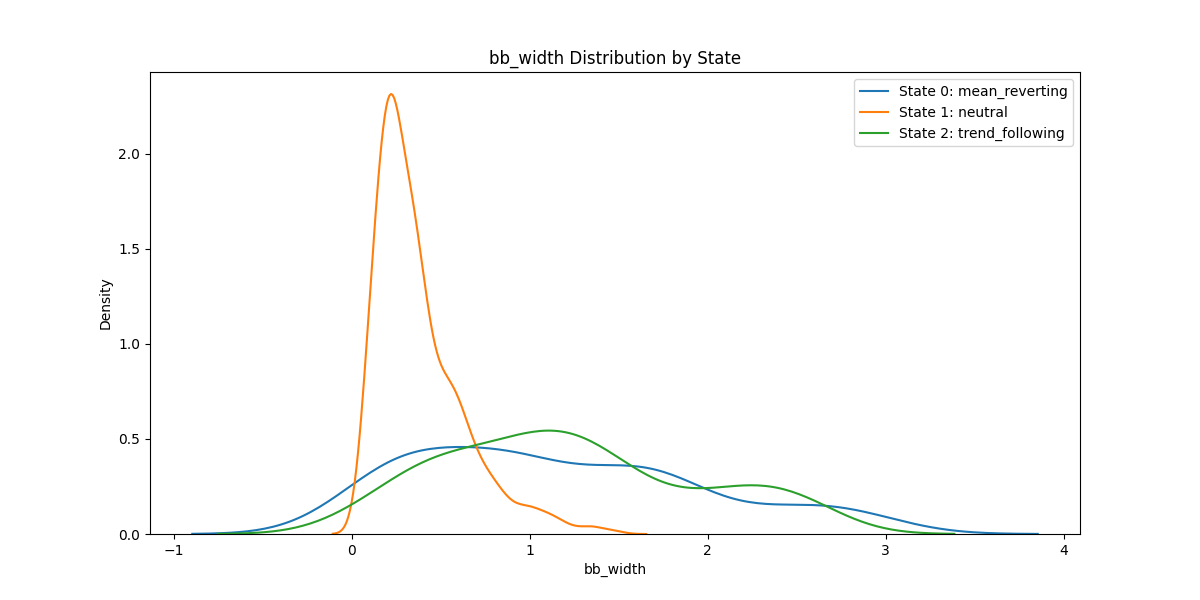 bb_width Distribution by State
State 0: mean_reverting
State 1: neutral
State 2: trend_following
Density
2.0
1.5
1.0
0.5
0.0
−1
0
1
2
3
4
bb_width